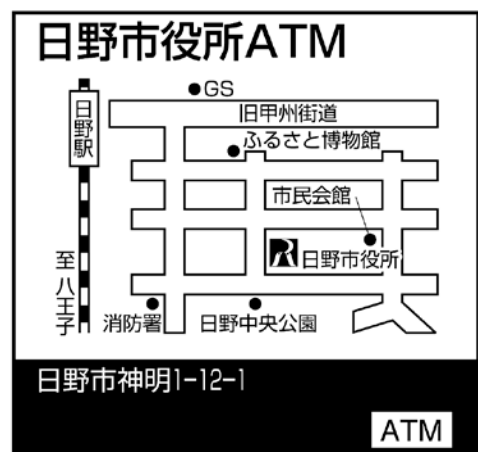 日野市役所ATM
GS
旧甲州街道
日野駅
ふるさと博物館
市民会館
R
日野市役所
至八王子
消防署
日野中央公園
日野市神明1-12-1
ATM